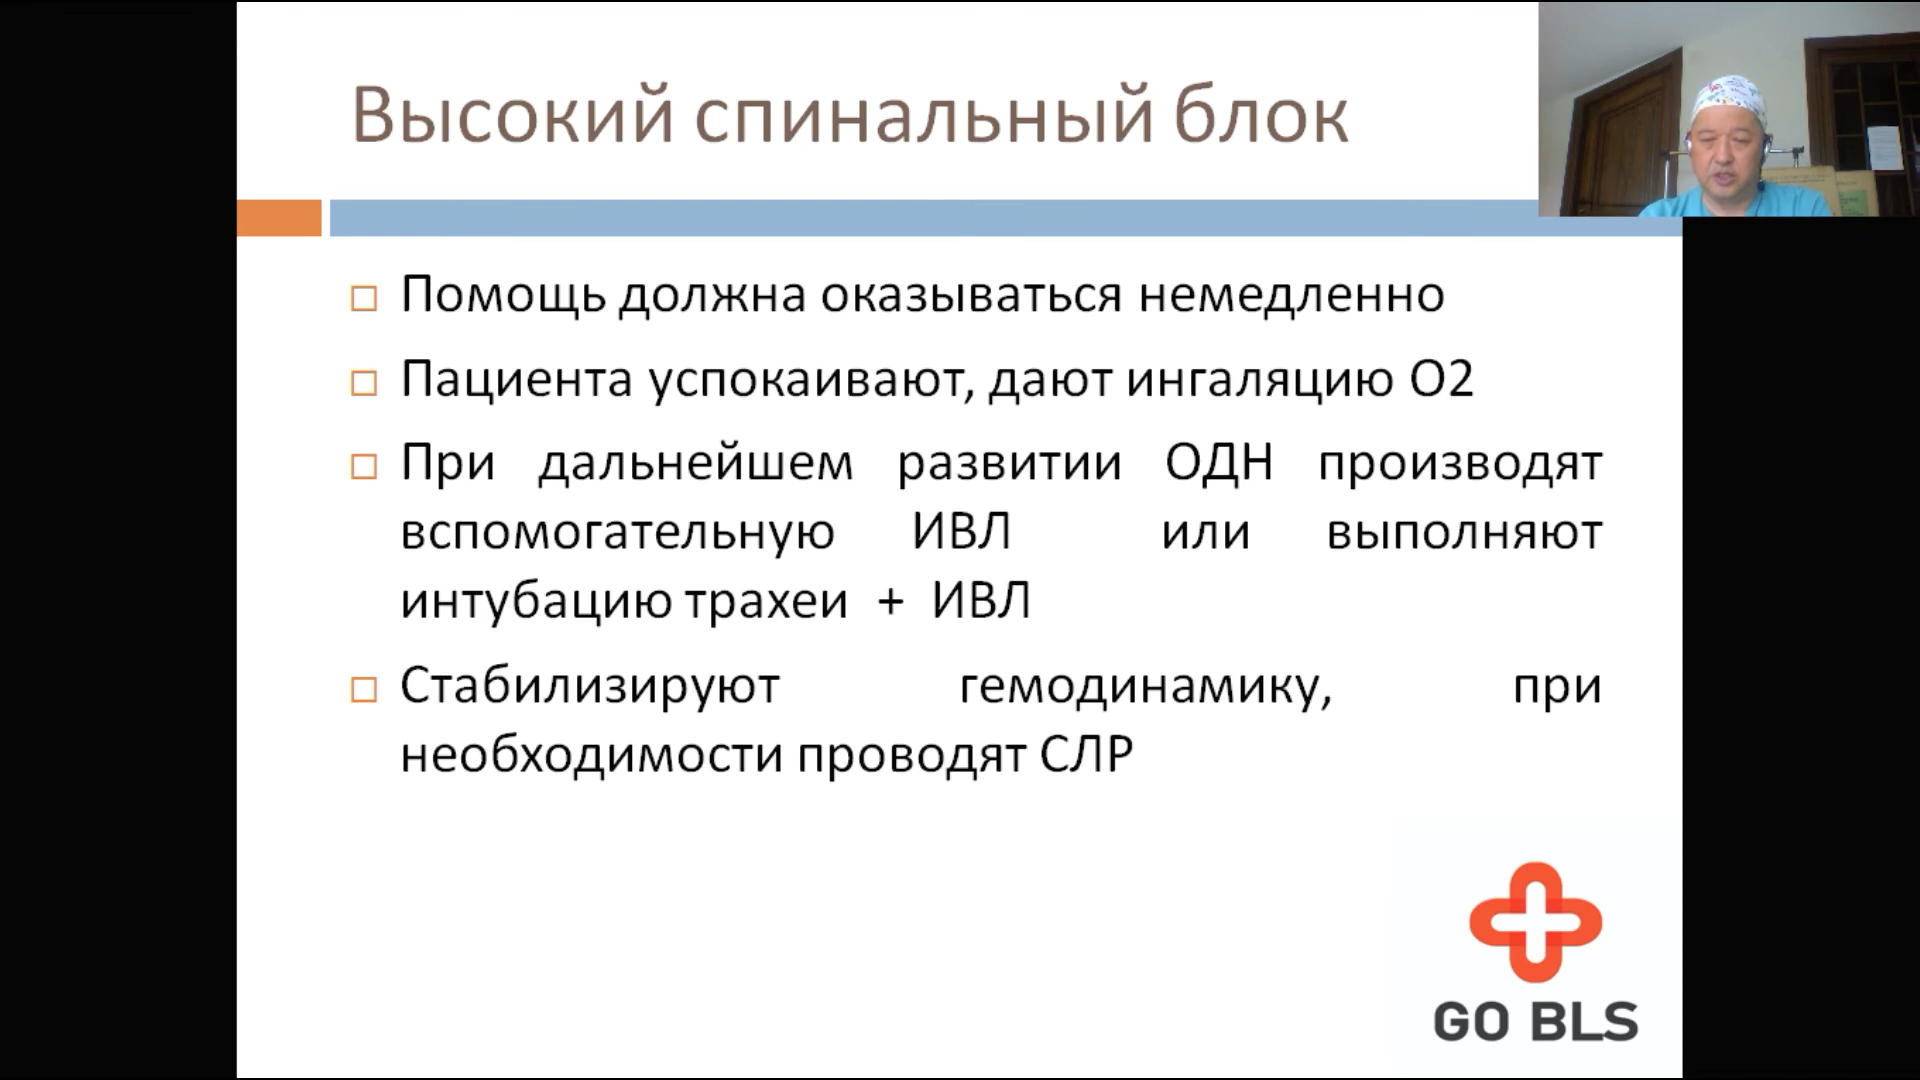 Высокий спинальный блок
Помощь должна оказываться немедленно
Пациента успокаивают, дают ингаляцию О2
При дальнейшем развитии ОДН производят
вспомогательную ИВЛ или выполняют
интубацию трахеи + ИВЛ
Стабилизируют гемодинамику, при
необходимости проводят СЛР
GO BLS